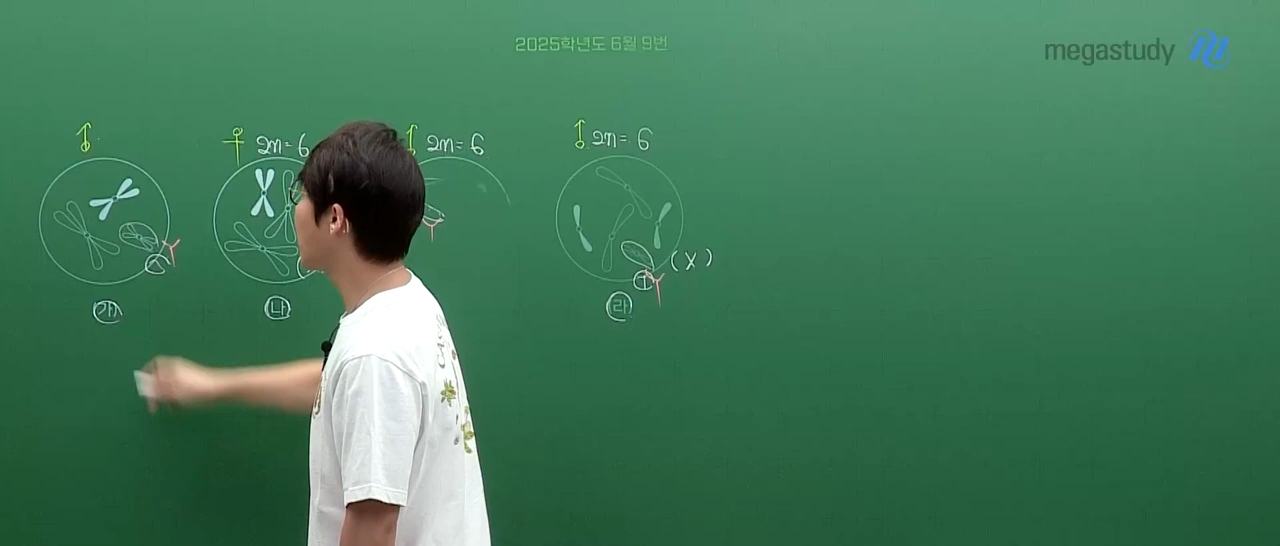 2025학년도 6월 9번
megastudy
♂
♀ 2n=6
♂ 2n=6
♂ 2n=6
Y
Y
Y
(X)
㉮
㉯
㉱